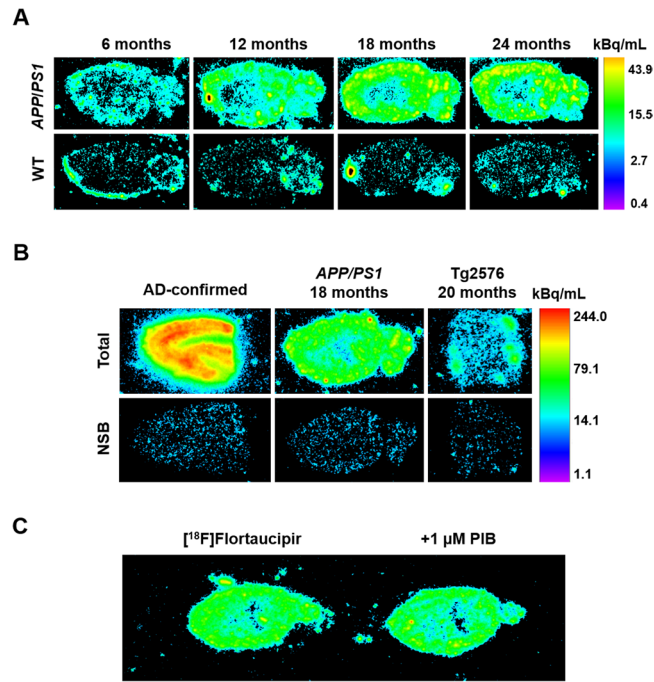 A
6 months 12 months 18 months 24 months kBq/mL
APP/PS1
WT
43.9
15.5
2.7
0.4
B
AD-confirmed
APP/PS1
18 months
Tg2576
20 months
kBq/mL
Total
NSB
244.0
79.1
14.1
1.1
C
[¹⁸F]Flortaucipir +1 µM PIB